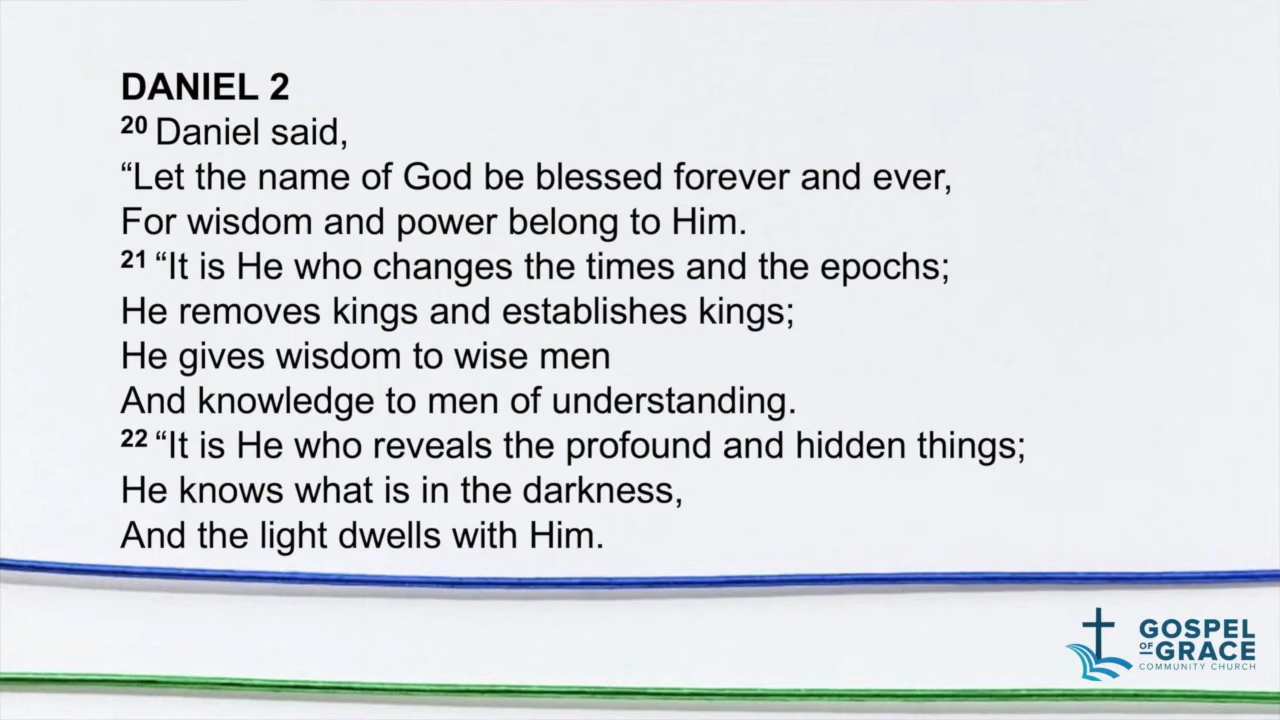 DANIEL 2
20 Daniel said,
“Let the name of God be blessed forever and ever,
For wisdom and power belong to Him.
21 “It is He who changes the times and the epochs;
He removes kings and establishes kings;
He gives wisdom to wise men
And knowledge to men of understanding.
22 “It is He who reveals the profound and hidden things;
He knows what is in the darkness,
And the light dwells with Him.
GOSPEL
OF GRACE
COMMUNITY CHURCH